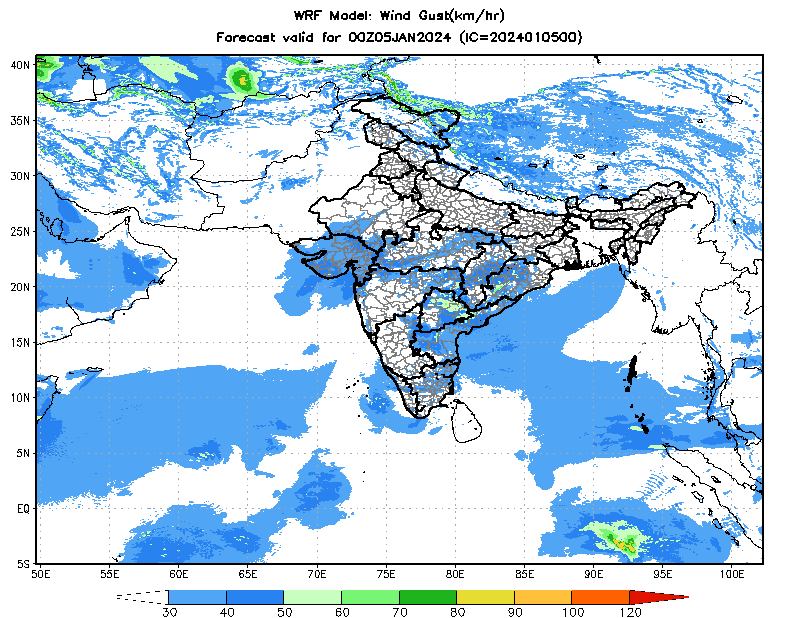 WRF Model: Wind Gust(km/hr)
Forecast valid for 00Z05JAN2024 (IC=2024010500)
40N
35N
30N
25N
20N
15N
10N
5N
EQ
5S
50E 55E 60E 65E 70E 75E 80E 85E 90E 95E 100E
30 40 50 60 70 80 90 100 120